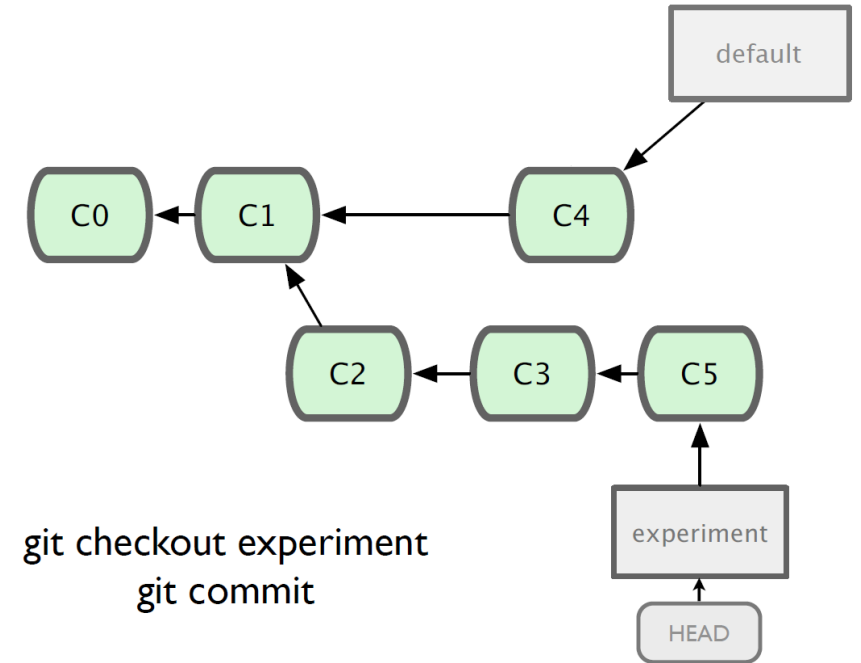 default
C0 C1 C4
C2 C3 C5
experiment
git checkout experiment
git commit
HEAD